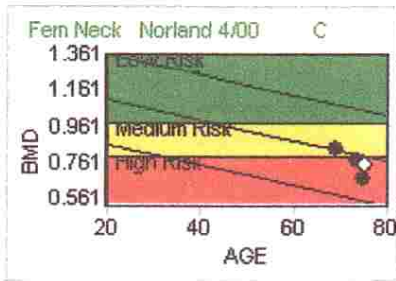 Fem Neck Norland 4/00 C
1.361
Low Risk
1.161
0.961
Medium Risk
BMD
0.761
High Risk
0.561
20 40 60 80
AGE